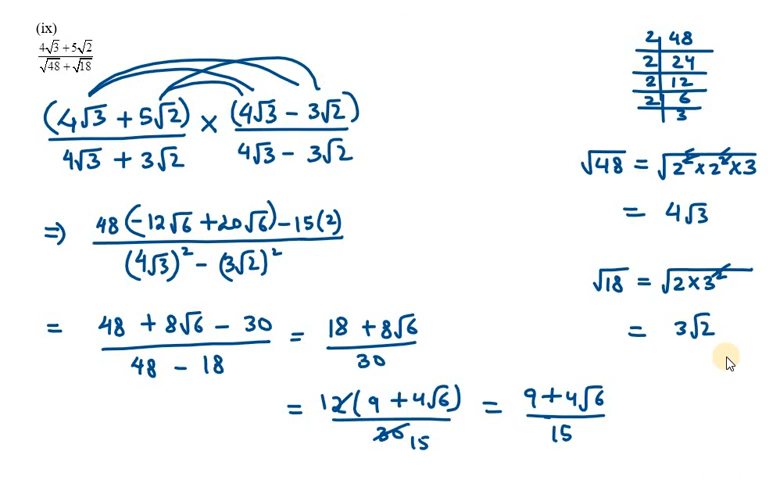 (ix)
(4√3 + 5√2)/(√48 + √18)
(4√3 + 5√2)/(4√3 + 3√2) × (4√3 − 3√2)/(4√3 − 3√2)
⇒ (48 (−12√6 + 20√6) − 15(2))/((4√3)² − (3√2)²)
= (48 + 8√6 − 30)/(48 − 18) = (18 + 8√6)/30
= 12(9 + 4√6)/30 15 = (9 + 4√6)/15
2 | 48
2 | 24
2 | 12
2 | 6
| 3
√48 = √2² × 2² × 3
= 4√3
√18 = √2 × 3²
= 3√2